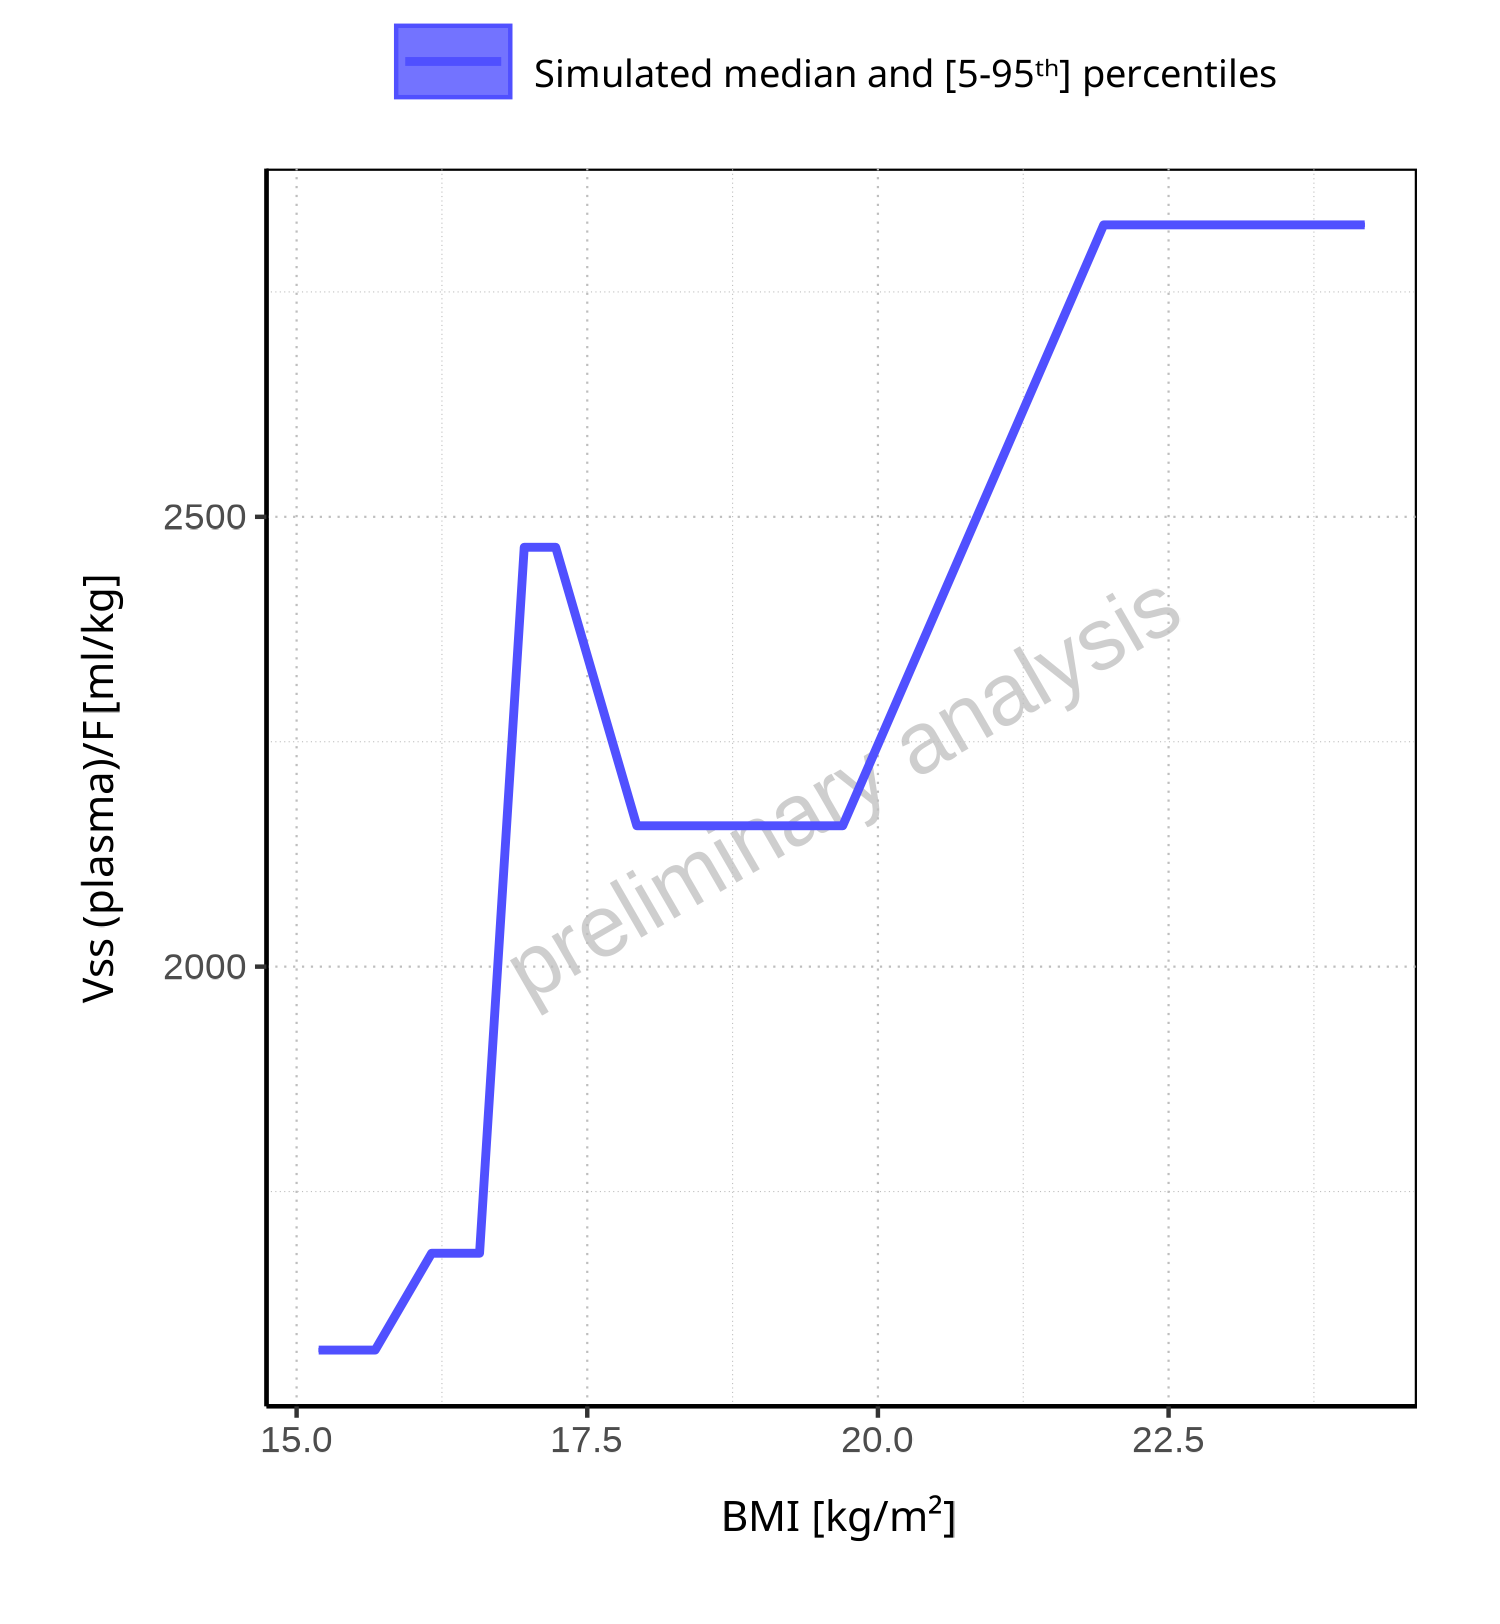 Simulated median and [5-95ᵗʰ] percentiles
Vss (plasma)/F [ml/kg]
2500
2000
preliminary analysis
15.0 17.5 20.0 22.5
BMI [kg/m²]